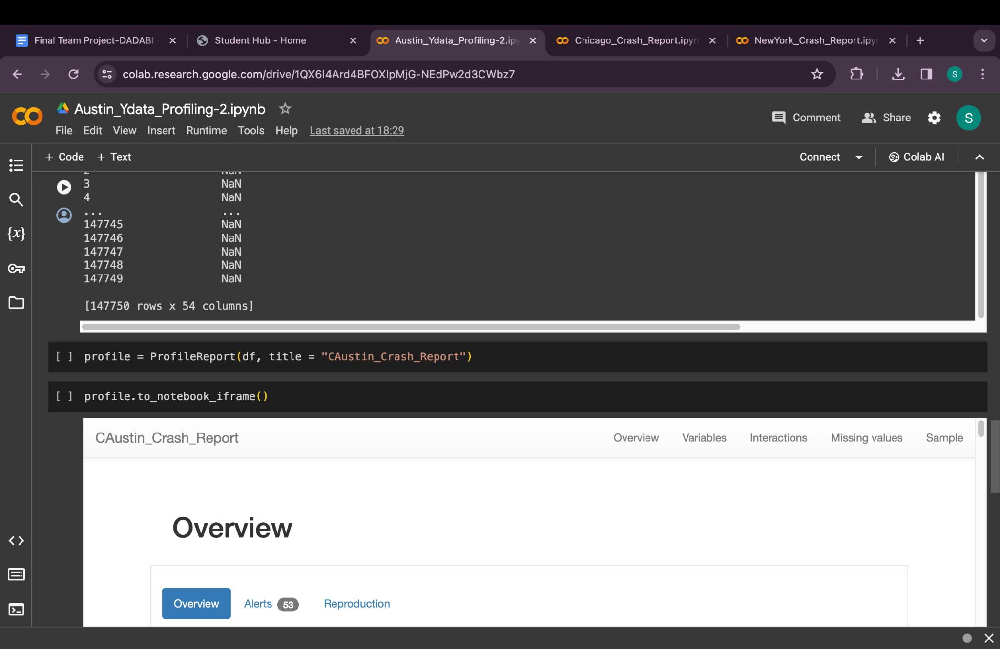 Final Team Project-DADABI
Student Hub - Home
Austin_Ydata_Profiling-2.ipy
Chicago_Crash_Report.ipyn
NewYork_Crash_Report.ipyn
colab.research.google.com/drive/1QX6I4Ard4BFOXIpMjG-NEdPw2d3CWbz7
S
Austin_Ydata_Profiling-2.ipynb
Comment
Share
S
File Edit View Insert Runtime Tools Help Last saved at 18:29
+ Code + Text
Connect
Colab AI
2 NaN
3 NaN
4 NaN
... ...
147745 NaN
147746 NaN
147747 NaN
147748 NaN
147749 NaN
[147750 rows x 54 columns]
[ ] profile = ProfileReport(df, title = "CAustin_Crash_Report")
[ ] profile.to_notebook_iframe()
CAustin_Crash_Report
Overview Variables Interactions Missing values Sample
Overview
Overview Alerts 53 Reproduction